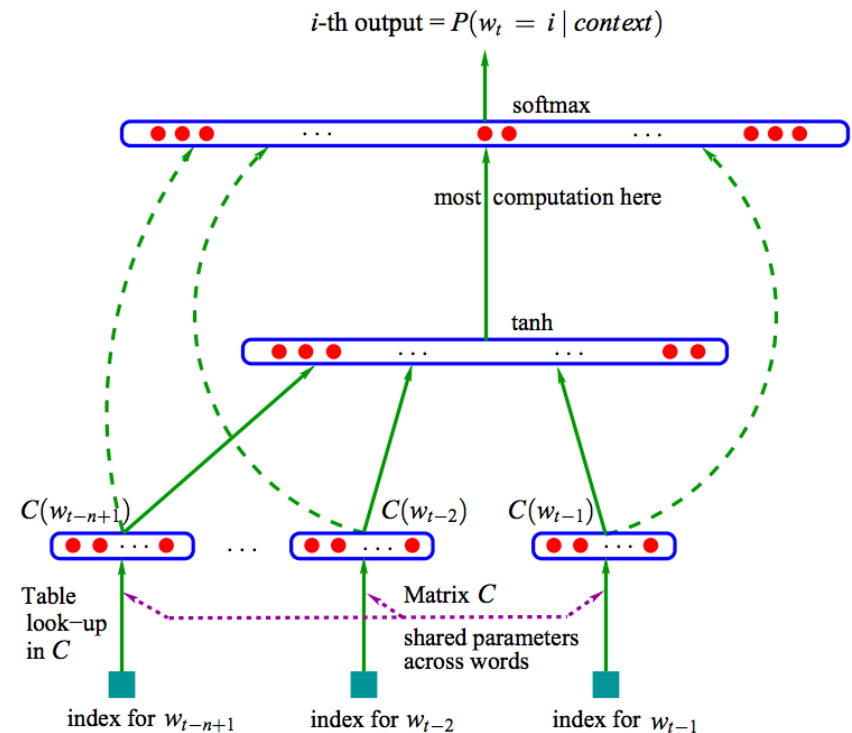 i-th output = P(w_t = i | context)
softmax
. . . . . .
most computation here
tanh
. . . . . .
C(w_{t−n+1}) C(w_{t−2}) C(w_{t−1})
. . . . . . . . . . . . .
Table
look−up
in C
Matrix C
shared parameters
across words
index for w_{t−n+1} index for w_{t−2} index for w_{t−1}